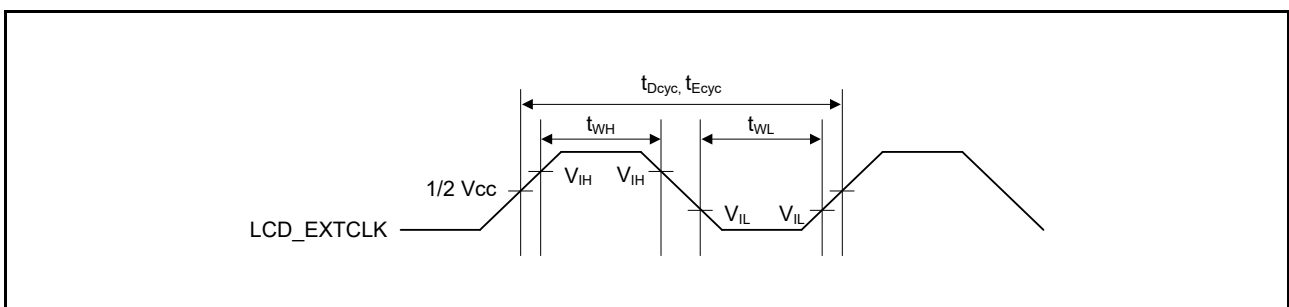 tDcyc, tEcyc
tWH
tWL
VIH
VIH
1/2 Vcc
VIL
VIL
LCD_EXTCLK